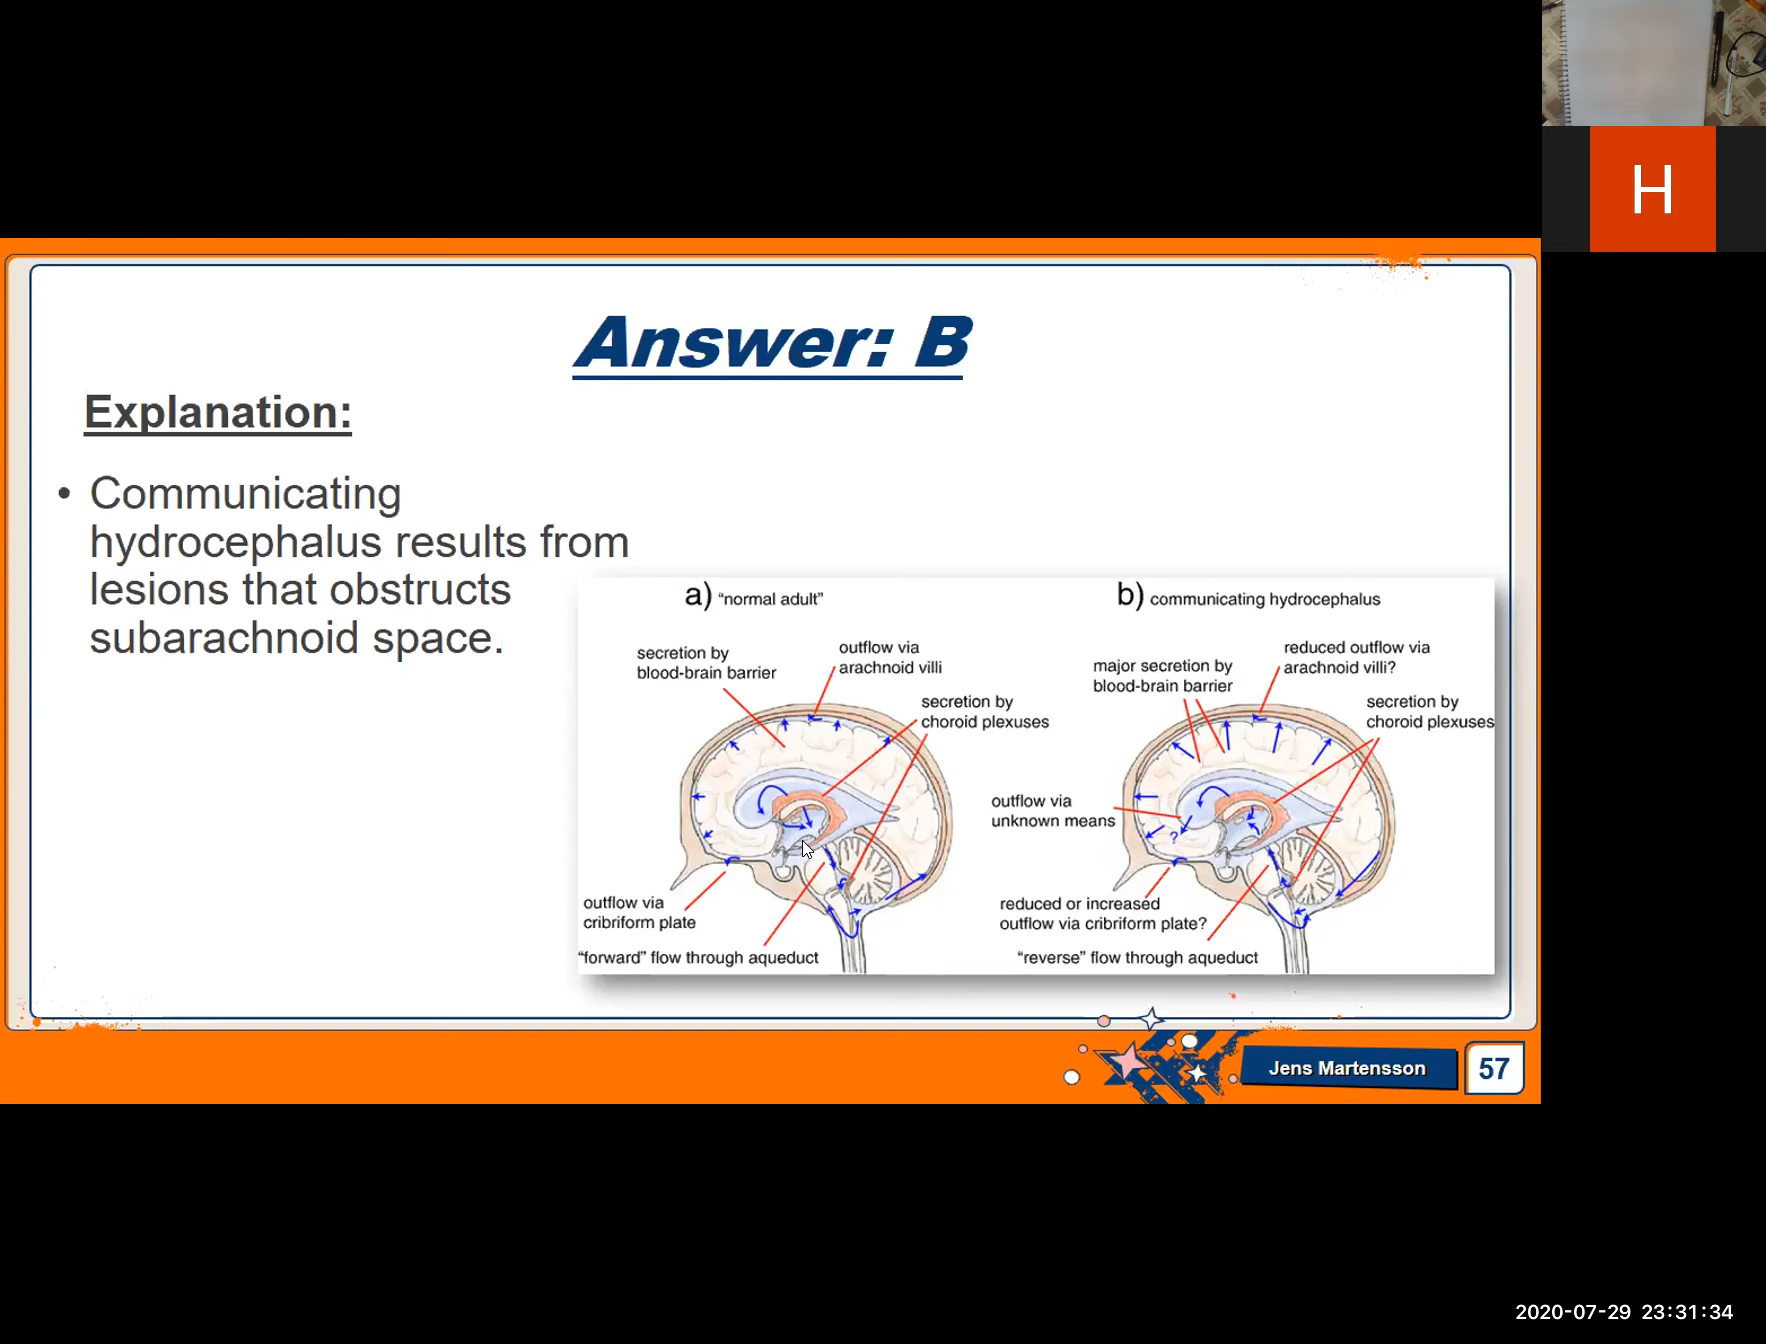 H
Answer: B
Explanation:
• Communicating
hydrocephalus results from
lesions that obstructs
subarachnoid space.
a) “normal adult”
secretion by
blood-brain barrier
outflow via
arachnoid villi
secretion by
choroid plexuses
outflow via
cribriform plate
“forward” flow through aqueduct
b) communicating hydrocephalus
major secretion by
blood-brain barrier
reduced outflow via
arachnoid villi?
secretion by
choroid plexuses
outflow via
unknown means
?
reduced or increased
outflow via cribriform plate?
“reverse” flow through aqueduct
Jens Martensson
57
2020-07-29 23:31:34